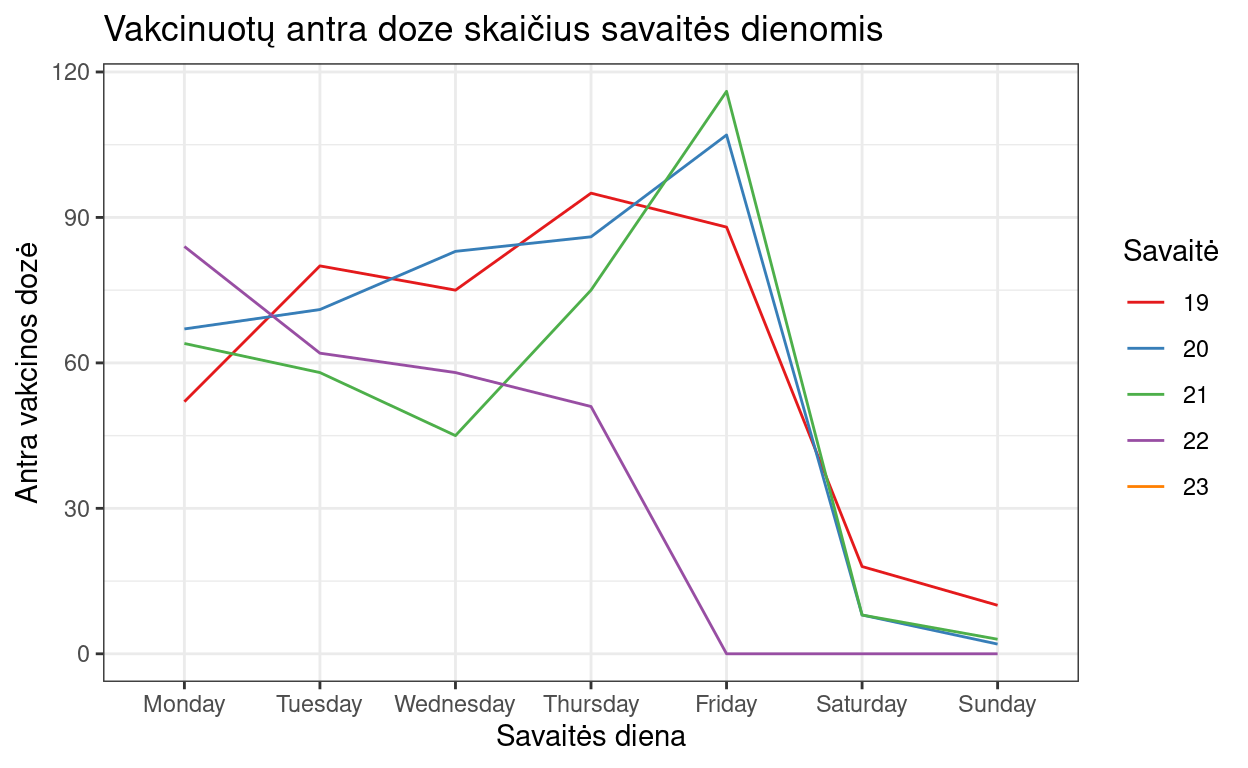 Vakcinuotų antra doze skaičius savaitės dienomis
120
90
60
30
0
Antra vakcinos dozė
Monday Tuesday Wednesday Thursday Friday Saturday Sunday
Savaitės diena
Savaitė
19
20
21
22
23